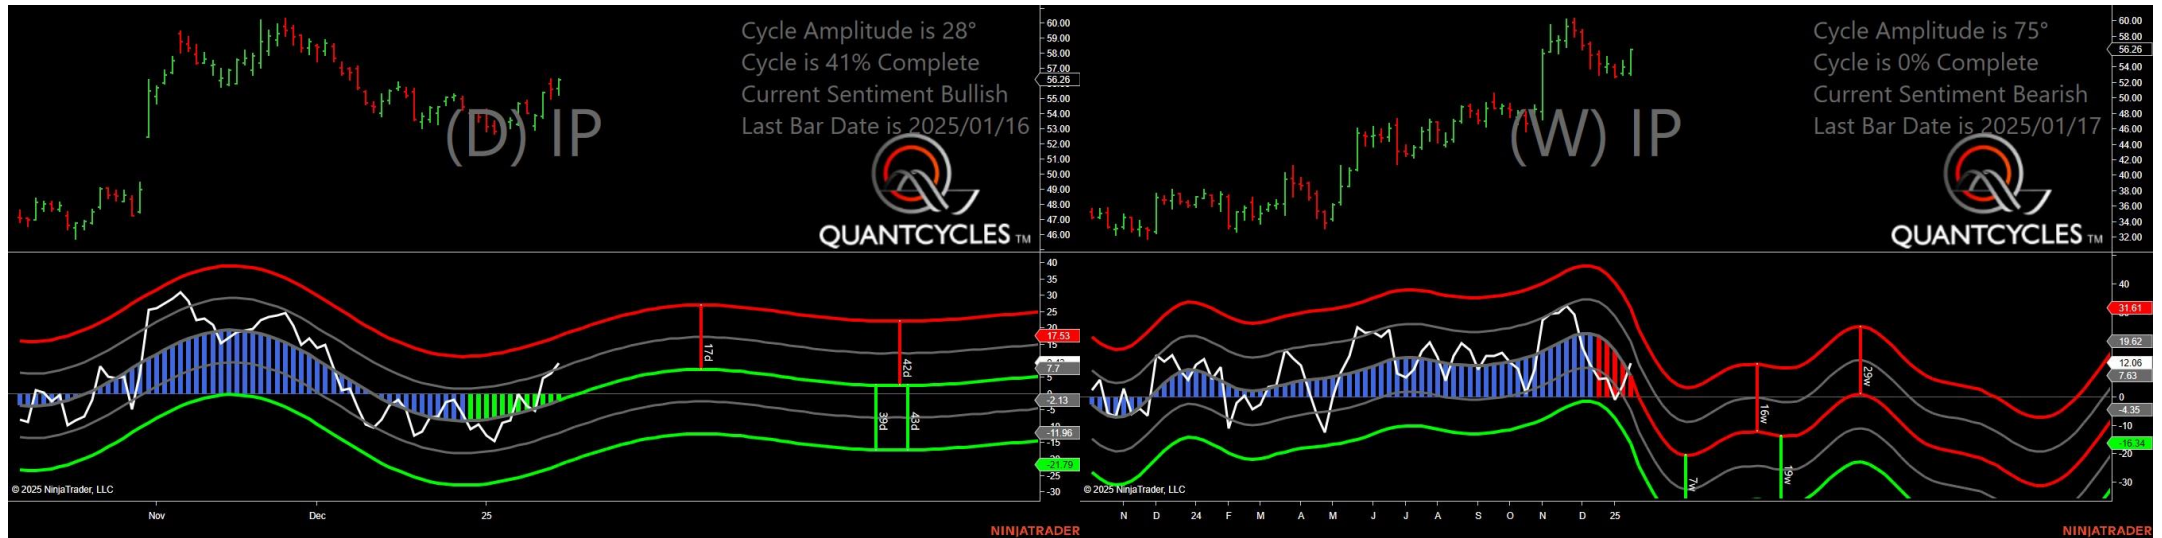 Cycle Amplitude is 28°
Cycle is 41% Complete
Current Sentiment Bullish
Last Bar Date is 2025/01/16
(D) IP
QUANTCYCLES TM
60.00
59.00
58.00
57.00
56.26
55.00
54.00
53.00
52.00
51.00
50.00
49.00
48.00
47.00
46.00
40
35
30
25
20
17.53
15
7.7
5
-2.13
-5
-10
-11.96
-15
-21.79
-25
-30
17d
42d
39d
43d
© 2025 NinjaTrader, LLC
Nov
Dec
25
NINJATRADER
Cycle Amplitude is 75°
Cycle is 0% Complete
Current Sentiment Bearish
Last Bar Date is 2025/01/17
(W) IP
QUANTCYCLES TM
60.00
58.00
56.26
54.00
52.00
50.00
48.00
46.00
44.00
42.00
40.00
38.00
36.00
34.00
32.00
40
31.61
19.62
12.06
7.63
0
-4.35
-10
-16.34
-20
-30
7w
16w
19w
29w
© 2025 NinjaTrader, LLC
N D 24 F M A M J J A S O N D 25
NINJATRADER